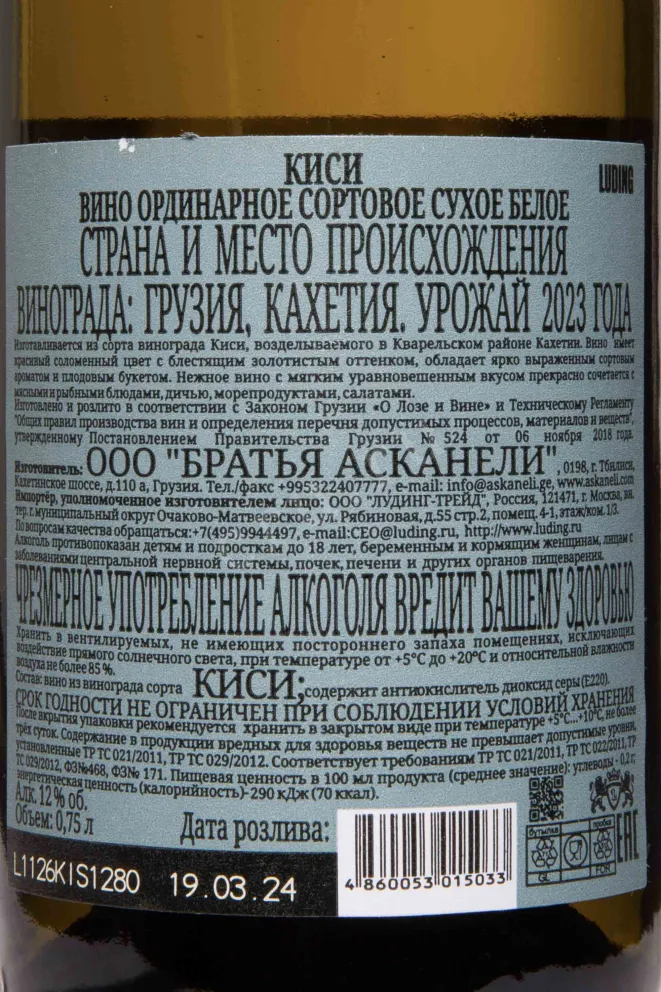 КИСИ
LUDING
ВИНО ОРДИНАРНОЕ СОРТОВОЕ СУХОЕ БЕЛОЕ
СТРАНА И МЕСТО ПРОИСХОЖДЕНИЯ
ВИНОГРАДА: ГРУЗИЯ, КАХЕТИЯ. УРОЖАЙ 2023 ГОДА
Изготавливается из сорта винограда Киси, возделываемого в Кварельском районе Кахетии. Вино имеет
красивый соломенный цвет с блестящим золотистым оттенком, обладает ярко выраженным сортовым
ароматом и плодовым букетом. Нежное вино с мягким уравновешенным вкусом прекрасно сочетается с
мясными и рыбными блюдами, дичью, морепродуктами, салатами.
Изготовлено и розлито в соответствии с Законом Грузии «О Лозе и Вине» и Техническому Регламенту
"Общих правил производства вин и определения перечня допустимых процессов, материалов и веществ",
утвержденному Постановлением Правительства Грузии №524 от 06 ноября 2018 года.
Изготовитель: ООО "БРАТЬЯ АСКАНЕЛИ", 0198, г. Тбилиси,
Кахетинское шоссе, д.110 а, Грузия. Тел./факс +995322407777, e-mail: info@askaneli.ge, www.askaneli.com
Импортёр, уполномоченное изготовителем лицо: ООО "ЛУДИНГ-ТРЕЙД", Россия, 121471, г. Москва, вн.
тер. г. муниципальный округ Очаково-Матвеевское, ул. Рябиновая, д.55 стр.2, помещ. 4-1, этаж/ком. 1/3.
По вопросам качества обращаться:+7(495)9944497, e-mail:CEO@luding.ru, http://www.luding.ru
Алкоголь противопоказан детям и подросткам до 18 лет, беременным и кормящим женщинам, лицам с
заболеваниями центральной нервной системы, почек, печени и других органов пищеварения.
ЧРЕЗМЕРНОЕ УПОТРЕБЛЕНИЕ АЛКОГОЛЯ ВРЕДИТ ВАШЕМУ ЗДОРОВЬЮ
Хранить в вентилируемых, не имеющих постороннего запаха помещениях, исключающих
воздействие прямого солнечного света, при температуре от +5°C до +20°C и относительной влажности
воздуха не более 85 %.
Состав: вино из винограда сорта КИСИ; содержит антиокислитель диоксид серы (Е220).
СРОК ГОДНОСТИ НЕ ОГРАНИЧЕН ПРИ СОБЛЮДЕНИИ УСЛОВИЙ ХРАНЕНИЯ
После вкрытия упаковки рекомендуется хранить в закрытом виде при температуре +5°C...+10°C, не более
трёх суток. Содержание в продукции вредных для здоровья веществ не превышает допустимые уровни,
установленные ТР ТС 021/2011, ТР ТС 029/2012. Соответствует требованиям ТР ТС 021/2011, ТР ТС 022/2011, ТР
ТС 029/2012, ФЗ№468, ФЗ№ 171. Пищевая ценность в 100 мл продукта (среднее значение): углеводы - 0,2 г;
энергетическая ценность (калорийность)- 290 кДж (70 ккал).
Алк. 12 % об.
Объем: 0,75 л
Дата розлива:
L1126KIS1280 19.03.24
4 860053 015033
бутылка
пробка
GL
FOR
EAC